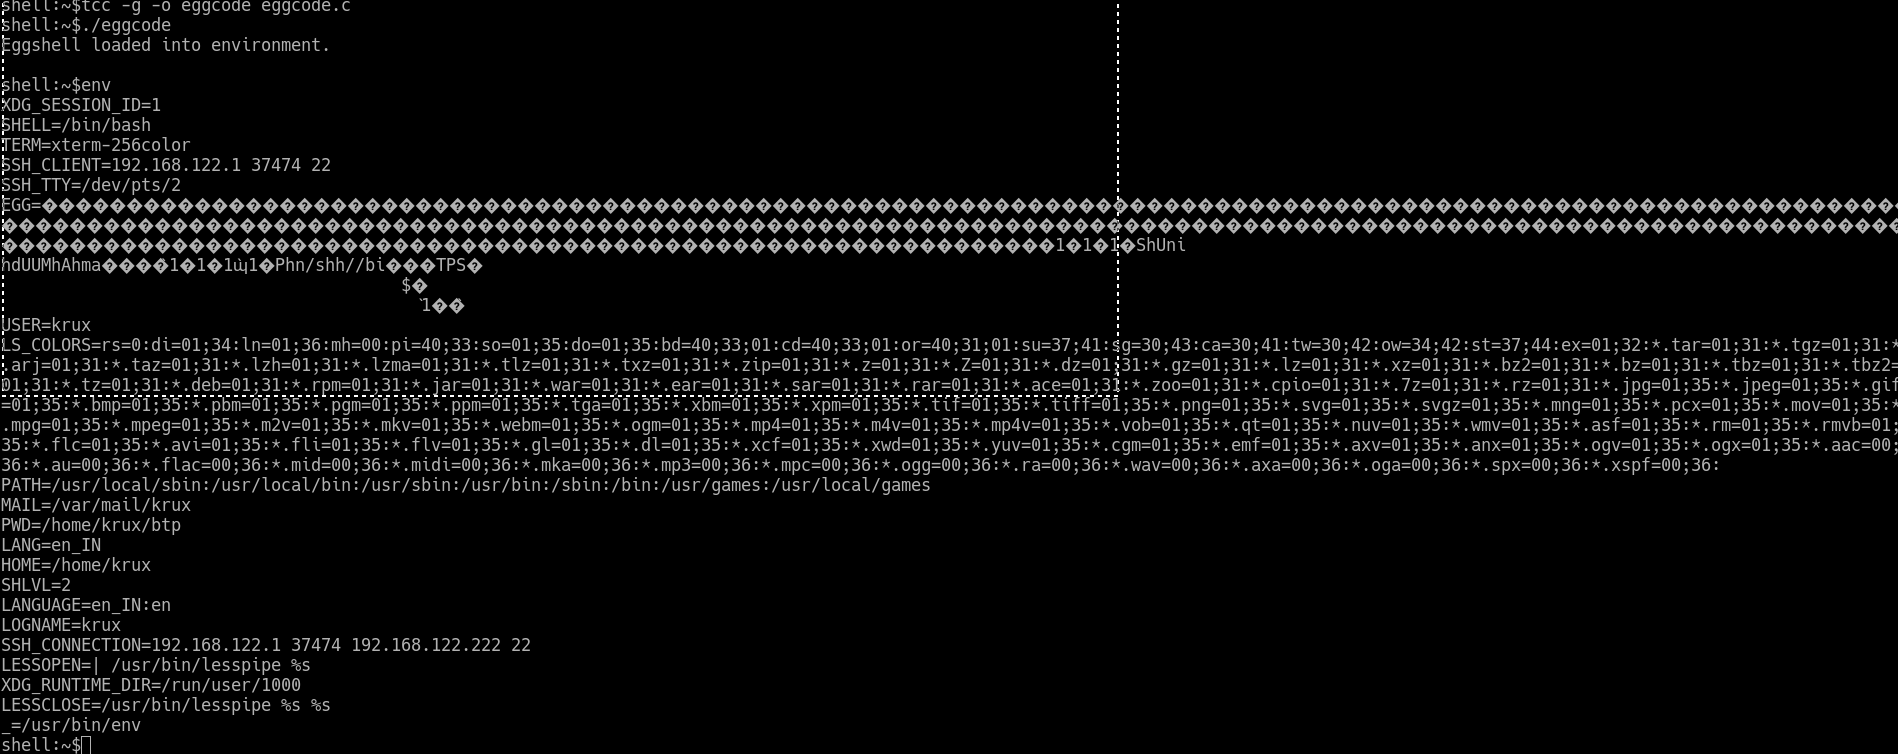 shell:~$tcc -g -o eggcode eggcode.c
shell:~$./eggcode
Eggshell loaded into environment.
shell:~$env
XDG_SESSION_ID=1
SHELL=/bin/bash
TERM=xterm-256color
SSH_CLIENT=192.168.122.1 37474 22
SSH_TTY=/dev/pts/2
EGG=
1�1�1�ShUni
ndUUMhAhma����1�1�1 1�Phn/shh//bi���TPS�
$�
`1��
USER=krux
LS_COLORS=rs=0:di=01;34:ln=01;36:mh=00:pi=40;33:so=01;35:do=01;35:bd=40;33;01:cd=40;33;01:or=40;31;01:su=37;41:sg=30;43:ca=30;41:tw=30;42:ow=34;42:st=37;44:ex=01;32:*.tar=01;31:*.tgz=01;31:*
.arj=01;31:*.taz=01;31:*.lzh=01;31:*.lzma=01;31:*.tlz=01;31:*.txz=01;31:*.zip=01;31:*.z=01;31:*.Z=01;31:*.dz=01;31:*.gz=01;31:*.lz=01;31:*.xz=01;31:*.bz2=01;31:*.bz=01;31:*.tbz=01;31:*.tbz2=
01;31:*.tz=01;31:*.deb=01;31:*.rpm=01;31:*.jar=01;31:*.war=01;31:*.ear=01;31:*.sar=01;31:*.rar=01;31:*.ace=01;31:*.zoo=01;31:*.cpio=01;31:*.7z=01;31:*.rz=01;31:*.jpg=01;35:*.jpeg=01;35:*.gif
=01;35:*.bmp=01;35:*.pbm=01;35:*.pgm=01;35:*.ppm=01;35:*.tga=01;35:*.xbm=01;35:*.xpm=01;35:*.tif=01;35:*.tiff=01;35:*.png=01;35:*.svg=01;35:*.svgz=01;35:*.mng=01;35:*.pcx=01;35:*.mov=01;35:*
.mpg=01;35:*.mpeg=01;35:*.m2v=01;35:*.mkv=01;35:*.webm=01;35:*.ogm=01;35:*.mp4=01;35:*.m4v=01;35:*.mp4v=01;35:*.vob=01;35:*.qt=01;35:*.nuv=01;35:*.wmv=01;35:*.asf=01;35:*.rm=01;35:*.rmvb=01;
35:*.flc=01;35:*.avi=01;35:*.fli=01;35:*.flv=01;35:*.gl=01;35:*.dl=01;35:*.xcf=01;35:*.xwd=01;35:*.yuv=01;35:*.cgm=01;35:*.emf=01;35:*.axv=01;35:*.anx=01;35:*.ogv=01;35:*.ogx=01;35:*.aac=00;
36:*.au=00;36:*.flac=00;36:*.mid=00;36:*.midi=00;36:*.mka=00;36:*.mp3=00;36:*.mpc=00;36:*.ogg=00;36:*.ra=00;36:*.wav=00;36:*.axa=00;36:*.oga=00;36:*.spx=00;36:*.xspf=00;36:
PATH=/usr/local/sbin:/usr/local/bin:/usr/sbin:/usr/bin:/sbin:/bin:/usr/games:/usr/local/games
MAIL=/var/mail/krux
PWD=/home/krux/btp
LANG=en_IN
HOME=/home/krux
SHLVL=2
LANGUAGE=en_IN:en
LOGNAME=krux
SSH_CONNECTION=192.168.122.1 37474 192.168.122.222 22
LESSOPEN=| /usr/bin/lesspipe %s
XDG_RUNTIME_DIR=/run/user/1000
LESSCLOSE=/usr/bin/lesspipe %s %s
_=/usr/bin/env
shell:~$